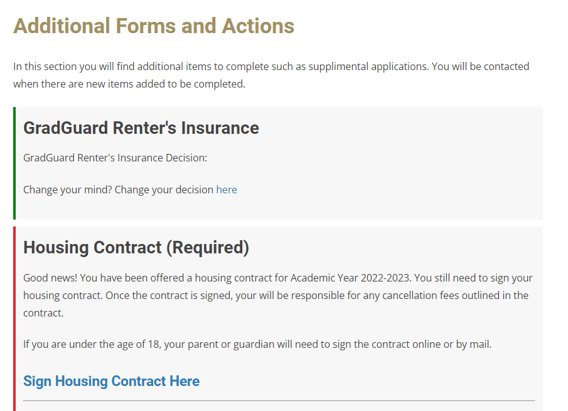 Additional Forms and Actions
In this section you will find additional items to complete such as supplimental applications. You will be contacted
when there are new items added to be completed.
GradGuard Renter's Insurance
GradGuard Renter's Insurance Decision:
Change your mind? Change your decision here
Housing Contract (Required)
Good news! You have been offered a housing contract for Academic Year 2022-2023. You still need to sign your
housing contract. Once the contract is signed, your will be responsible for any cancellation fees outlined in the
contract.
If you are under the age of 18, your parent or guardian will need to sign the contract online or by mail.
Sign Housing Contract Here